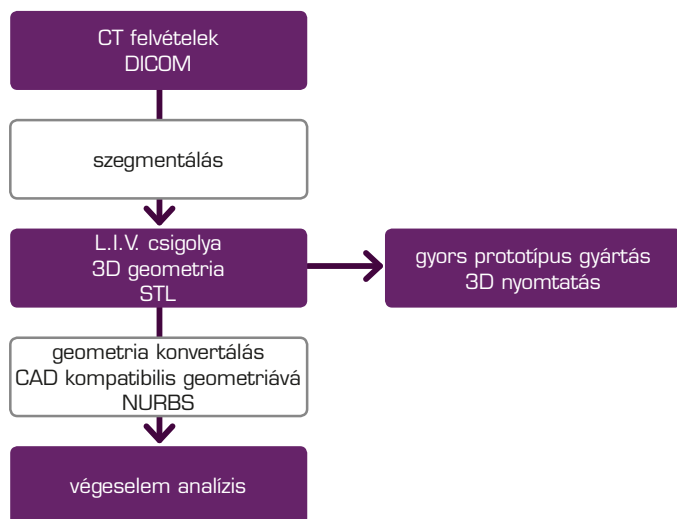 CT felvételek
DICOM
szegmentálás
L.I.V. csigolya
3D geometria
STL
gyors prototípus gyártás
3D nyomtatás
geometria konvertálás
CAD kompatibilis geometriává
NURBS
végeselem analízis